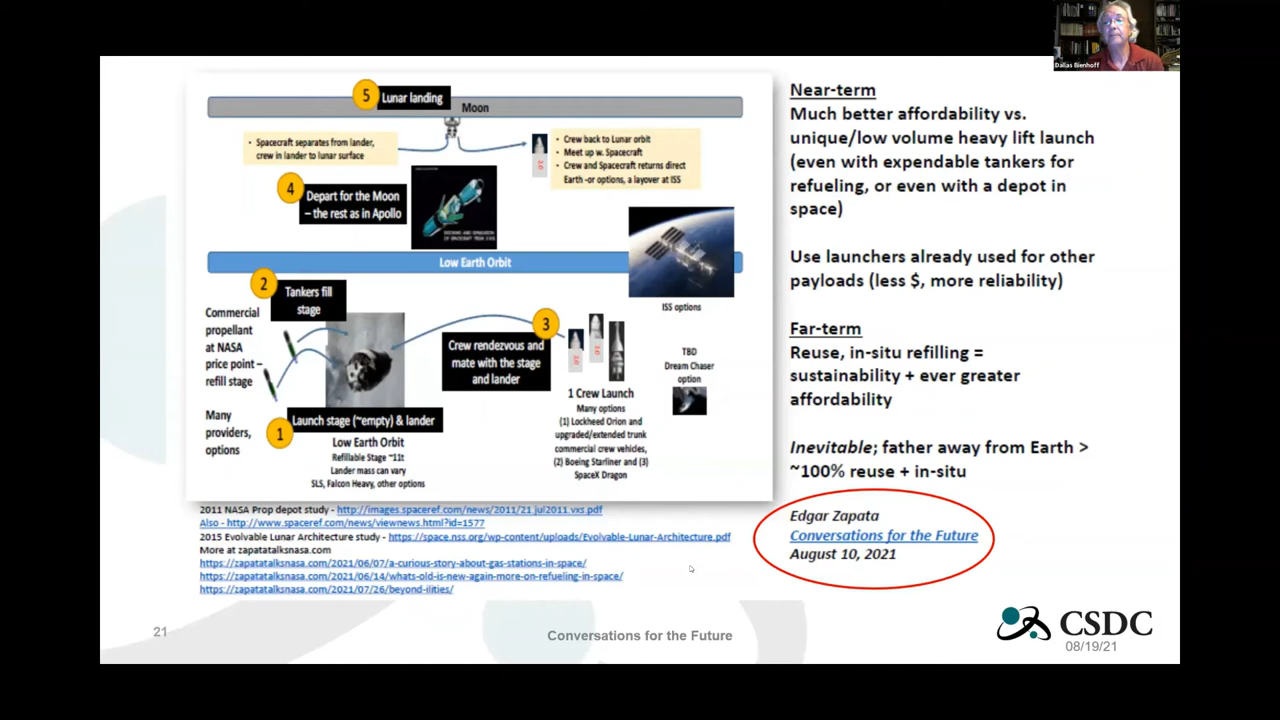 Dallas Bienhoff
5
Lunar landing
Moon
• Spacecraft separates from lander,
crew in lander to lunar surface
• Crew back to Lunar orbit
• Meet up w. Spacecraft
• Crew and Spacecraft returns direct
Earth -or options, a layover at ISS
4
Depart for the Moon
– the rest as in Apollo
Low Earth Orbit
2
Tankers fill
stage
ISS options
Commercial
propellant
at NASA
price point –
refill stage
Many
providers,
options
3
Crew rendezvous and
mate with the stage
and lander
TBD
Dream Chaser
option
1 Crew Launch
Many options
(1) Lockheed Orion and
upgraded/extended trunk
commercial crew vehicles,
(2) Boeing Starliner and (3)
SpaceX Dragon
1
Launch stage (~empty) & lander
Low Earth Orbit
Refillable Stage ~11t
Lander mass can vary
SLS, Falcon Heavy, other options
2011 NASA Prop depot study - http://images.spaceref.com/news/2011/21.jul2011.vxs.pdf
Also - http://www.spaceref.com/news/viewnews.html?id=1577
2015 Evolvable Lunar Architecture study - https://space.nss.org/wp-content/uploads/Evolvable-Lunar-Architecture.pdf
More at zapatatalksnasa.com
https://zapatatalksnasa.com/2021/06/07/a-curious-story-about-gas-stations-in-space/
https://zapatatalksnasa.com/2021/06/14/whats-old-is-new-again-more-on-refueling-in-space/
https://zapatatalksnasa.com/2021/07/26/beyond-ilities/
Near-term
Much better affordability vs.
unique/low volume heavy lift launch
(even with expendable tankers for
refueling, or even with a depot in
space)
Use launchers already used for other
payloads (less $, more reliability)
Far-term
Reuse, in-situ refilling =
sustainability + ever greater
affordability
Inevitable; father away from Earth >
~100% reuse + in-situ
Edgar Zapata
Conversations for the Future
August 10, 2021
21
Conversations for the Future
CSDC
08/19/21